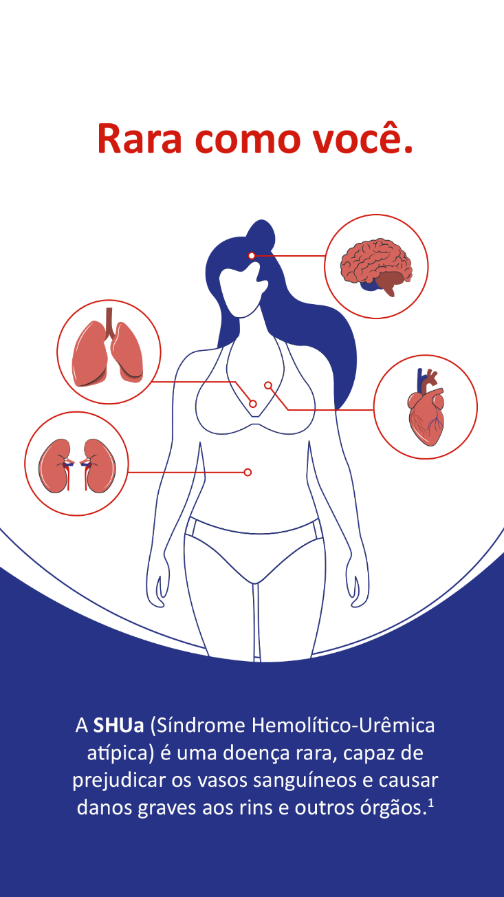 Rara como você.
A SHUa (Síndrome Hemolítico-Urêmica
atípica) é uma doença rara, capaz de
prejudicar os vasos sanguíneos e causar
danos graves aos rins e outros órgãos.¹